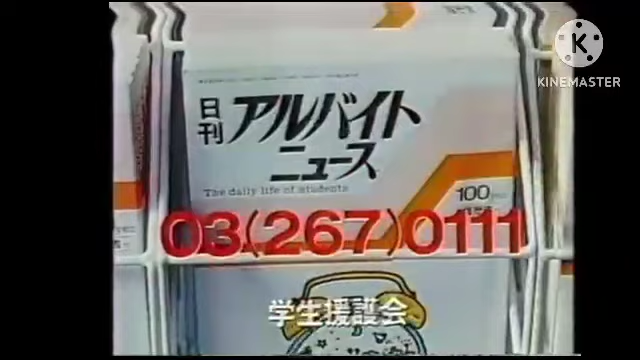 K
KINEMASTER
日刊 アルバイト
ニュース
The daily life of students
100
03(267)0111
学生援護会